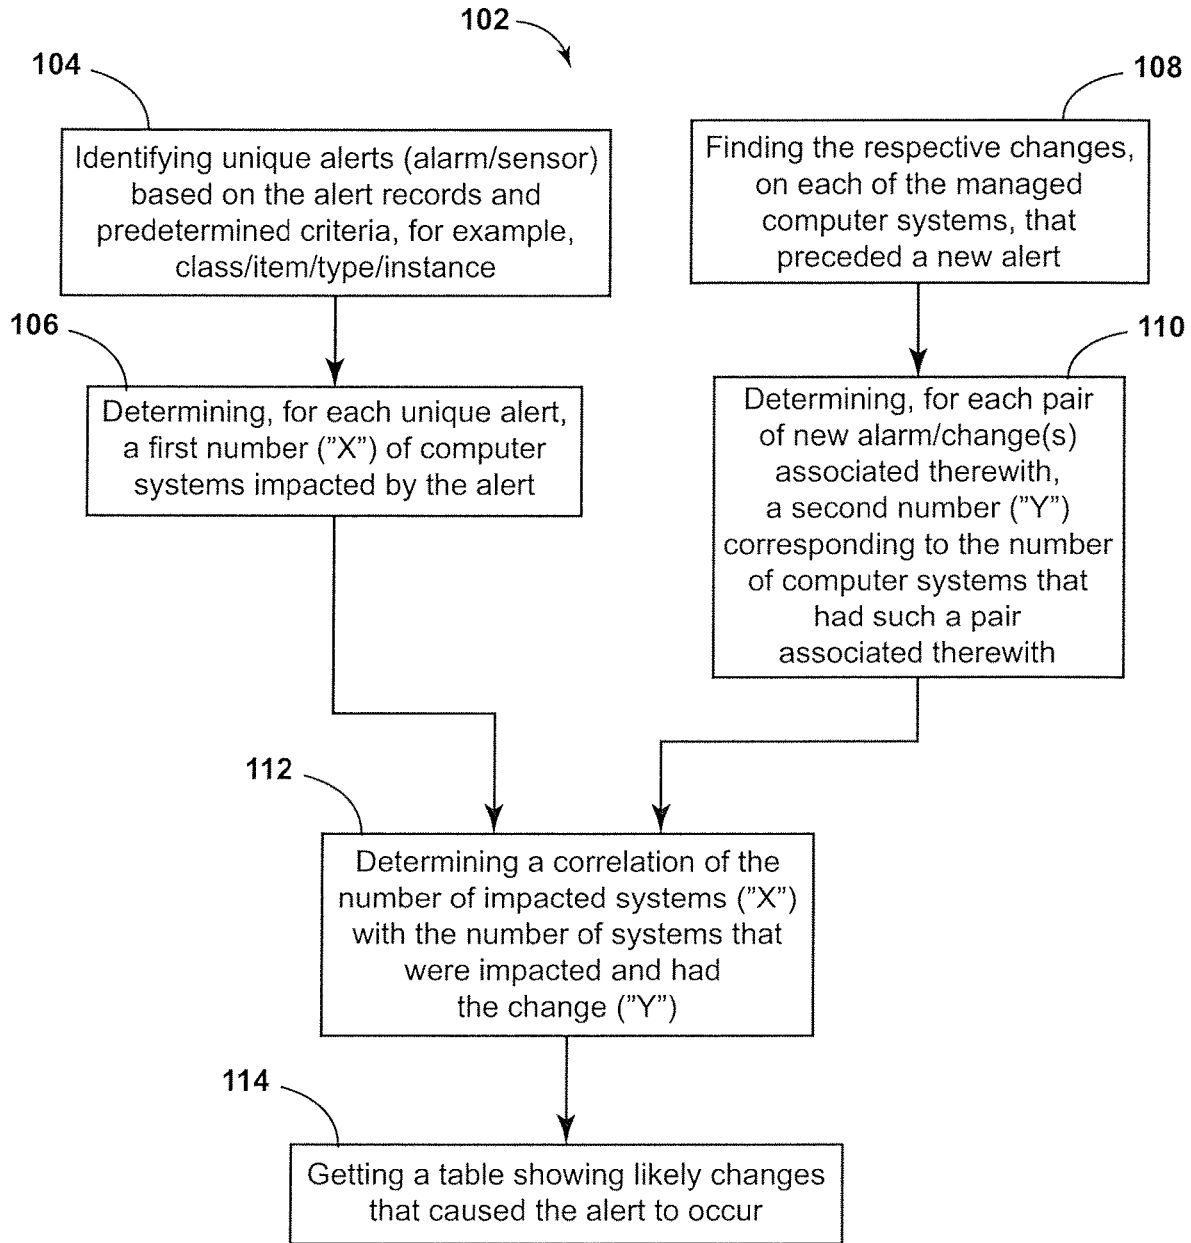 102
104
108
Identifying unique alerts (alarm/sensor)
based on the alert records and
predetermined criteria, for example,
class/item/type/instance
Finding the respective changes,
on each of the managed
computer systems, that
preceded a new alert
106
110
Determining, for each unique alert,
a first number ("X") of computer
systems impacted by the alert
Determining, for each pair
of new alarm/change(s)
associated therewith,
a second number ("Y")
corresponding to the number
of computer systems that
had such a pair
associated therewith
112
Determining a correlation of the
number of impacted systems ("X")
with the number of systems that
were impacted and had
the change ("Y")
114
Getting a table showing likely changes
that caused the alert to occur